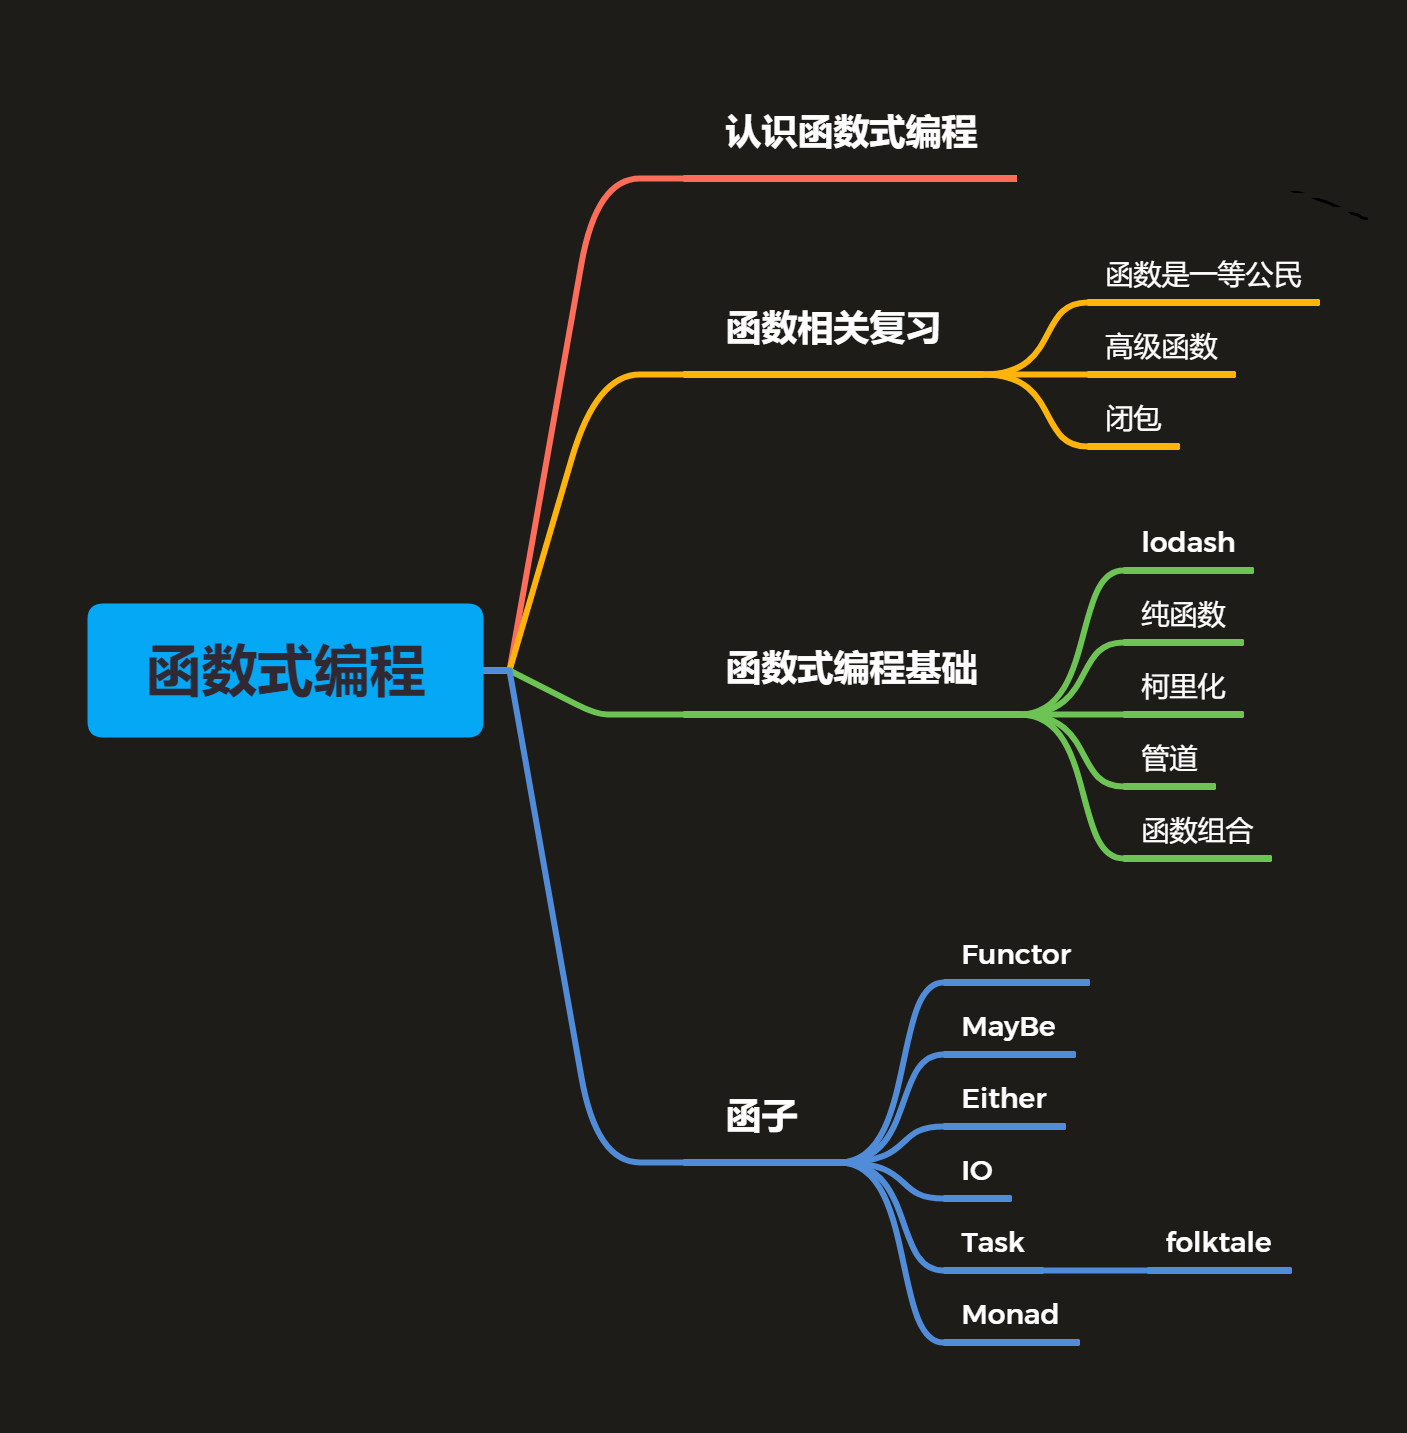 函数式编程
认识函数式编程
函数相关复习
函数是一等公民
高级函数
闭包
函数式编程基础
lodash
纯函数
柯里化
管道
函数组合
函子
Functor
MayBe
Either
IO
Task
folktale
Monad